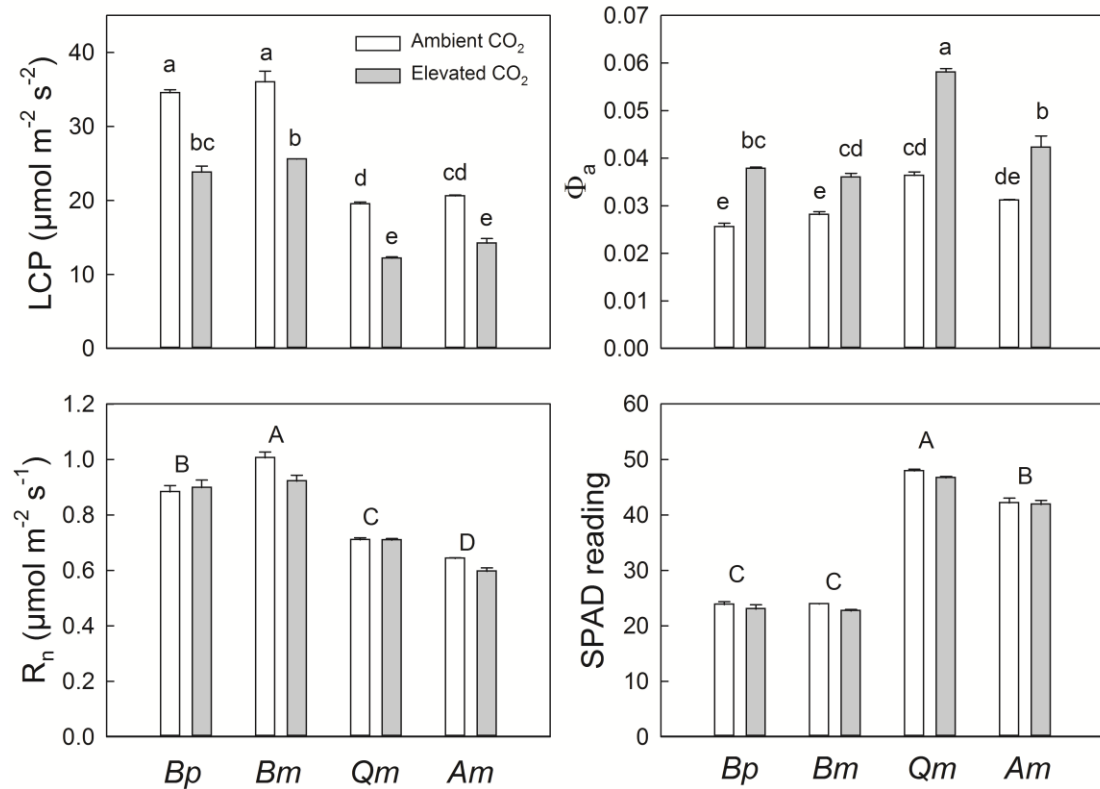 LCP (µmol m-2 s-2)
40
30
20
10
0
Ambient CO2
Elevated CO2
a
bc
a
b
d
e
cd
e
Φa
0.07
0.06
0.05
0.04
0.03
0.02
0.01
0.00
e
bc
e
cd
cd
a
de
b
Rn (µmol m-2 s-1)
1.2
1.0
0.8
0.6
0.4
0.2
0.0
B
A
C
D
Bp Bm Qm Am
SPAD reading
60
50
40
30
20
10
0
C
C
A
B
Bp Bm Qm Am